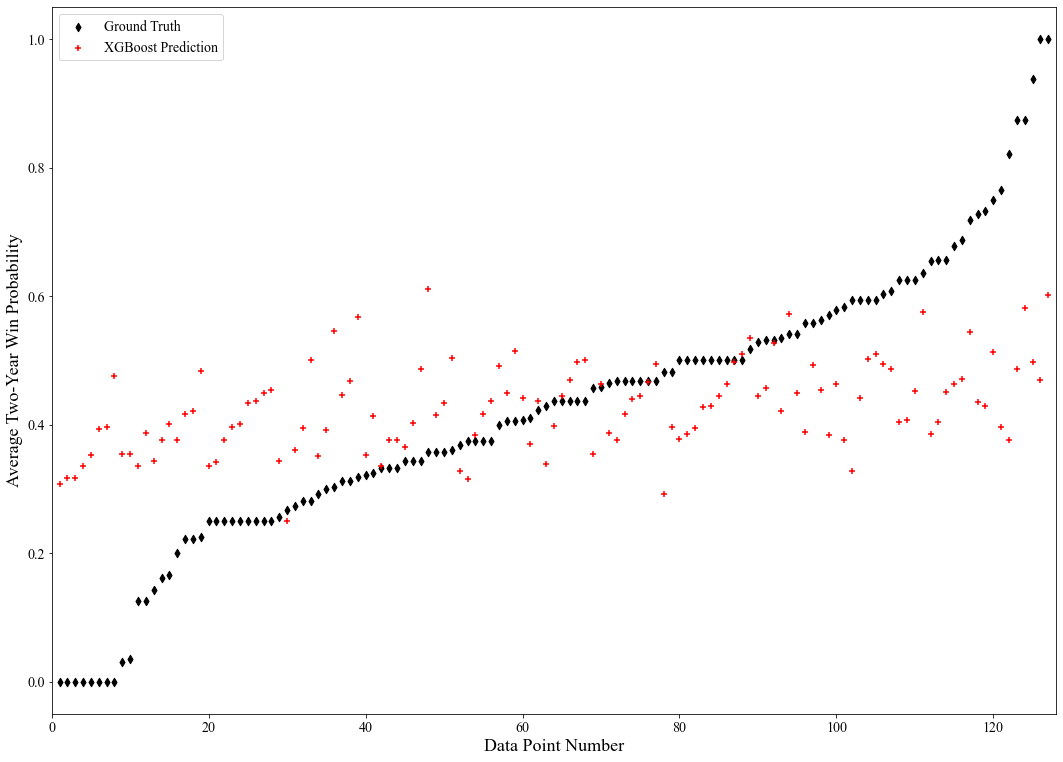 Ground Truth
XGBoost Prediction
Average Two-Year Win Probability
1.0
0.8
0.6
0.4
0.2
0.0
0 20 40 60 80 100 120
Data Point Number